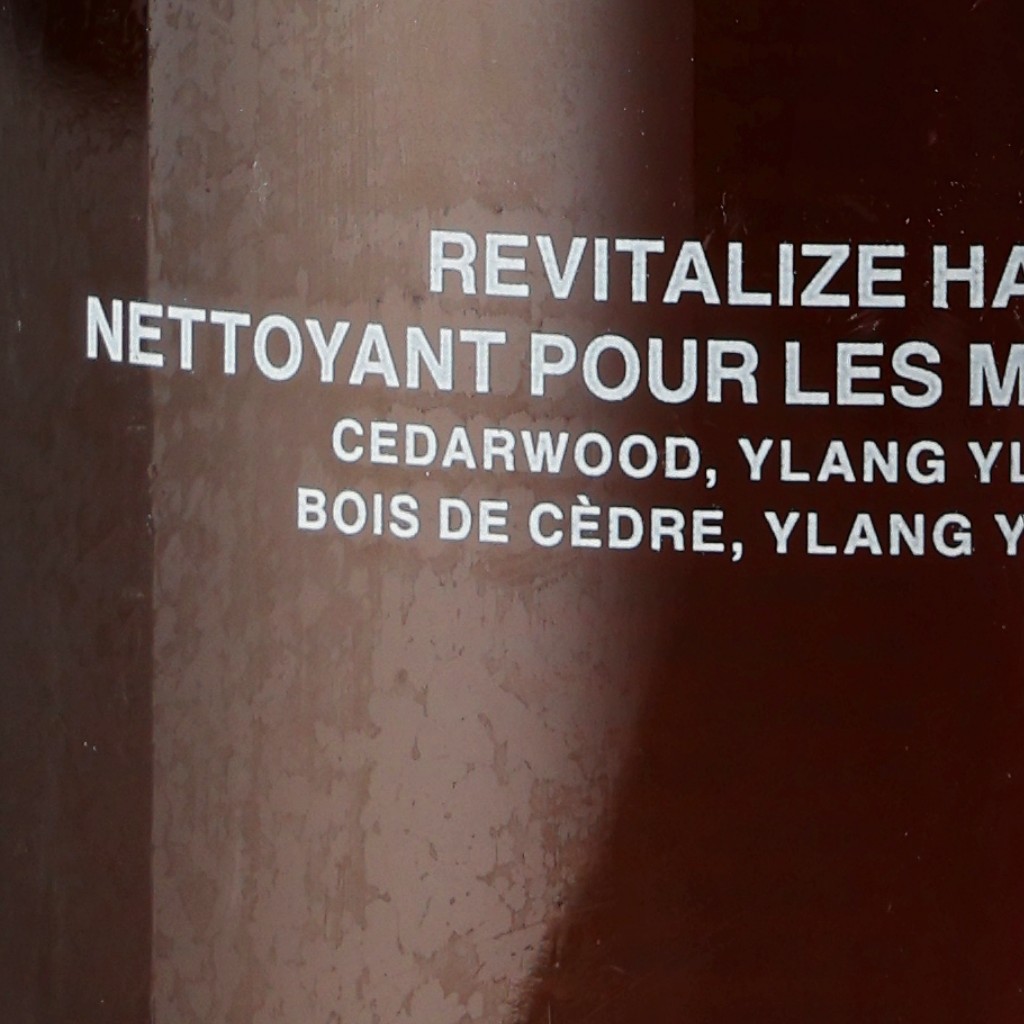 REVITALIZE HA
NETTOYANT POUR LES M
CEDARWOOD, YLANG YL
BOIS DE CÈDRE, YLANG Y